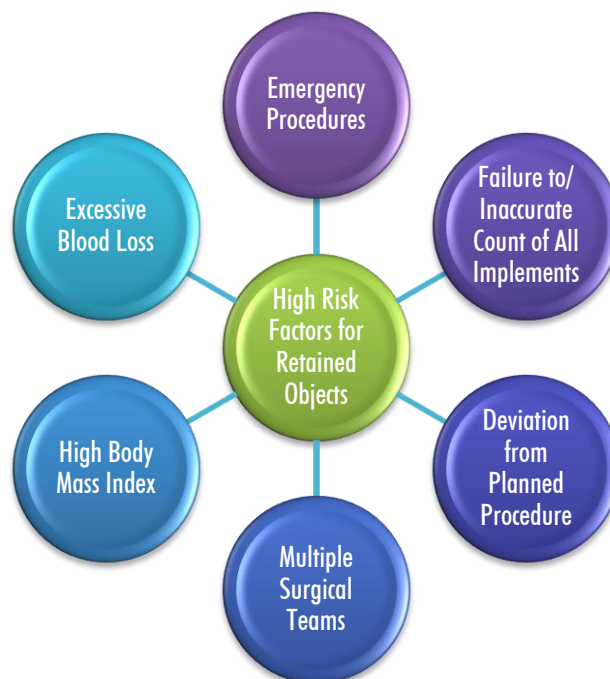 Emergency
Procedures
Failure to/
Inaccurate
Count of All
Implements
Excessive
Blood Loss
High Risk
Factors for
Retained
Objects
High Body
Mass Index
Deviation
from
Planned
Procedure
Multiple
Surgical
Teams